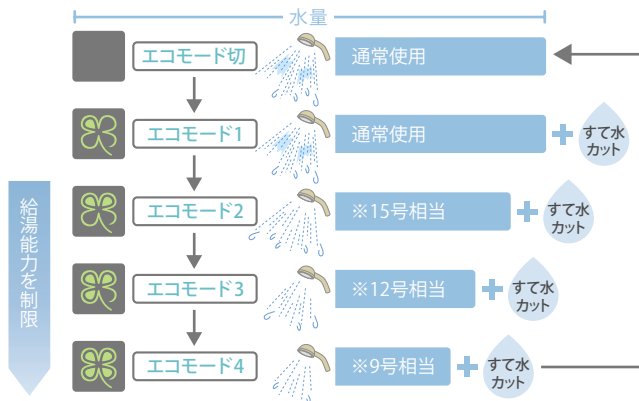 水量
エコモード切
通常使用
エコモード1
通常使用
すて水
カット
給湯能力を制限
エコモード2
※15号相当
すて水
カット
エコモード3
※12号相当
すて水
カット
エコモード4
※9号相当
すて水
カット